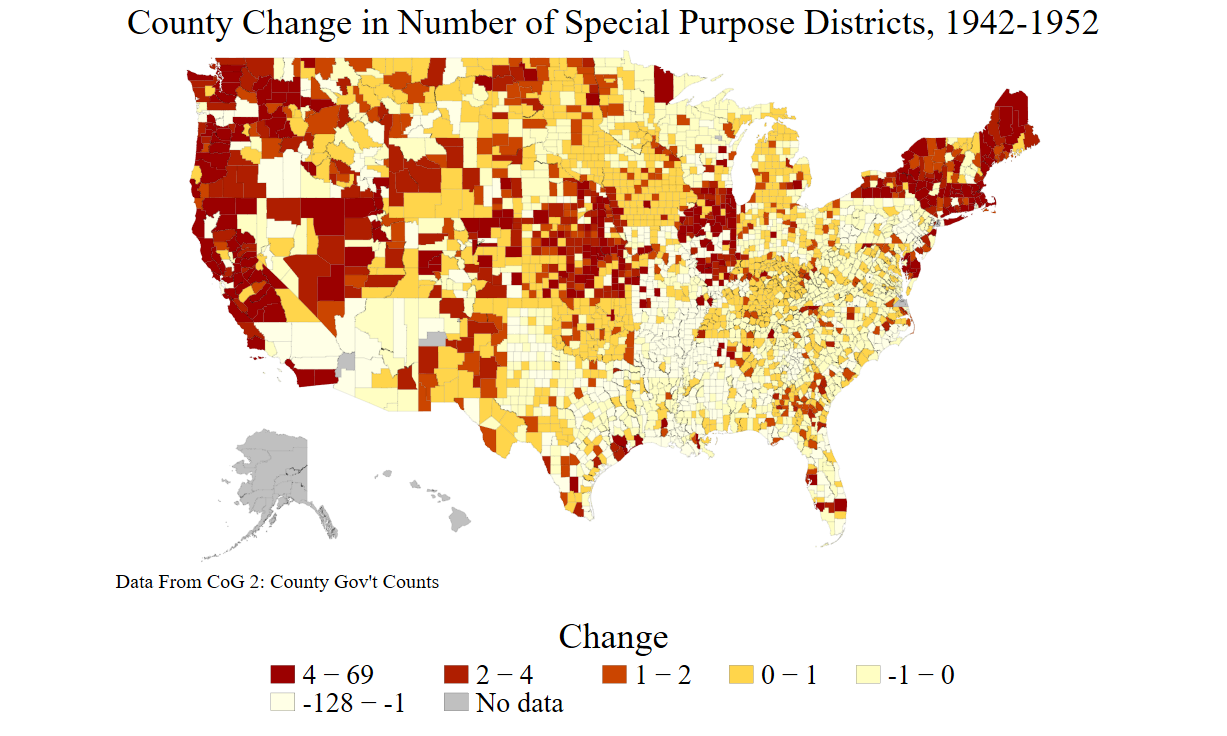 County Change in Number of Special Purpose Districts, 1942-1952
Data From CoG 2: County Gov't Counts
Change
4 − 69 2 − 4 1 − 2 0 − 1 -1 − 0
-128 − -1 No data